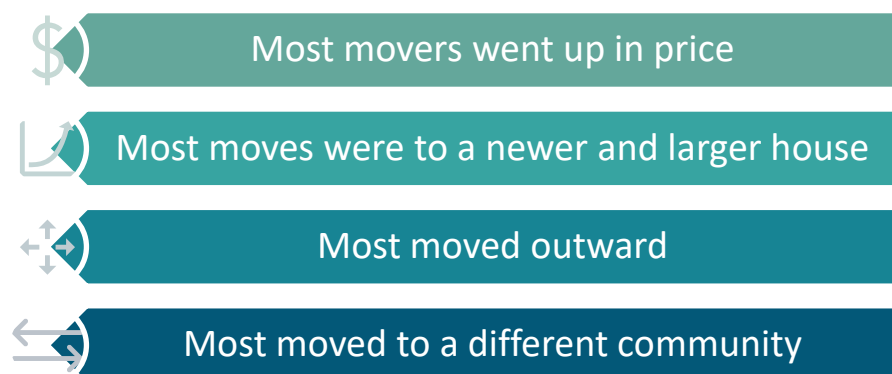 Most movers went up in price
Most moves were to a newer and larger house
Most moved outward
Most moved to a different community